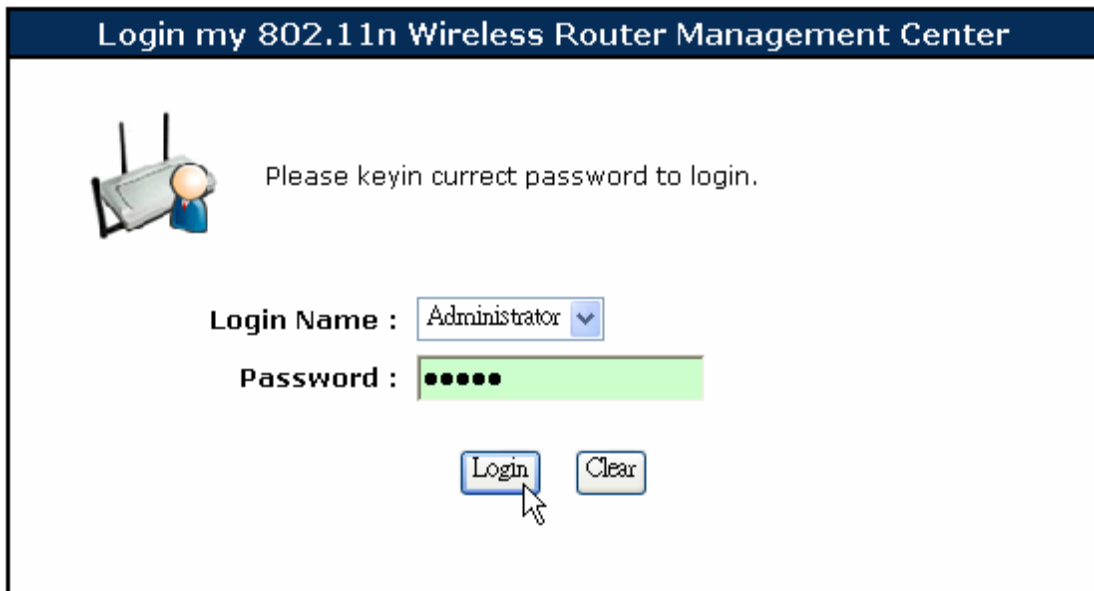 Login my 802.11n Wireless Router Management Center
Please keyin currect password to login.
Login Name : Administrator
Password : •••••
Login Clear